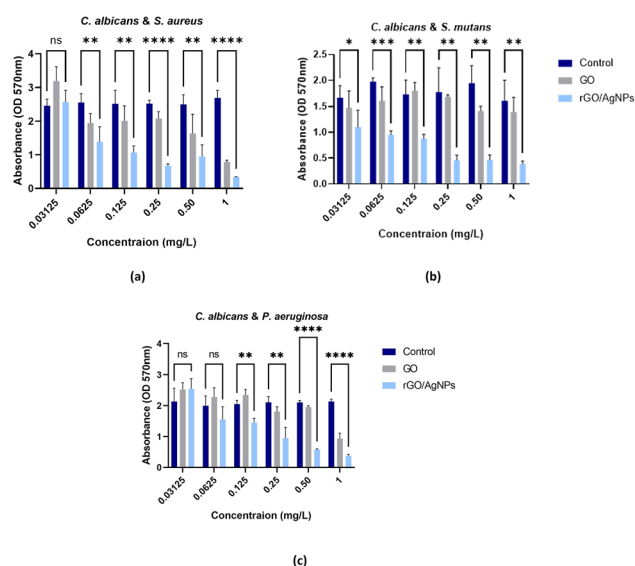 C. albicans & S. aureus
ns ** ** **** ** ****
Absorbance (OD 570nm)
4
3
2
1
0
0.03125 0.0625 0.125 0.25 0.50 1
Concentraion (mg/L)
(a)
C. albicans & S. mutans
* *** ** ** ** **
Absorbance (OD 570nm)
2.5
2.0
1.5
1.0
0.5
0.0
0.03125 0.0625 0.125 0.25 0.50 1
Concentraion (mg/L)
(b)
Control
GO
rGO/AgNPs
C. albicans & P. aeruginosa
ns ns ** ** **** ****
Absorbance (OD 570nm)
4
3
2
1
0
0.03125 0.0625 0.125 0.25 0.50 1
Concentraion (mg/L)
Control
GO
rGO/AgNPs
(c)